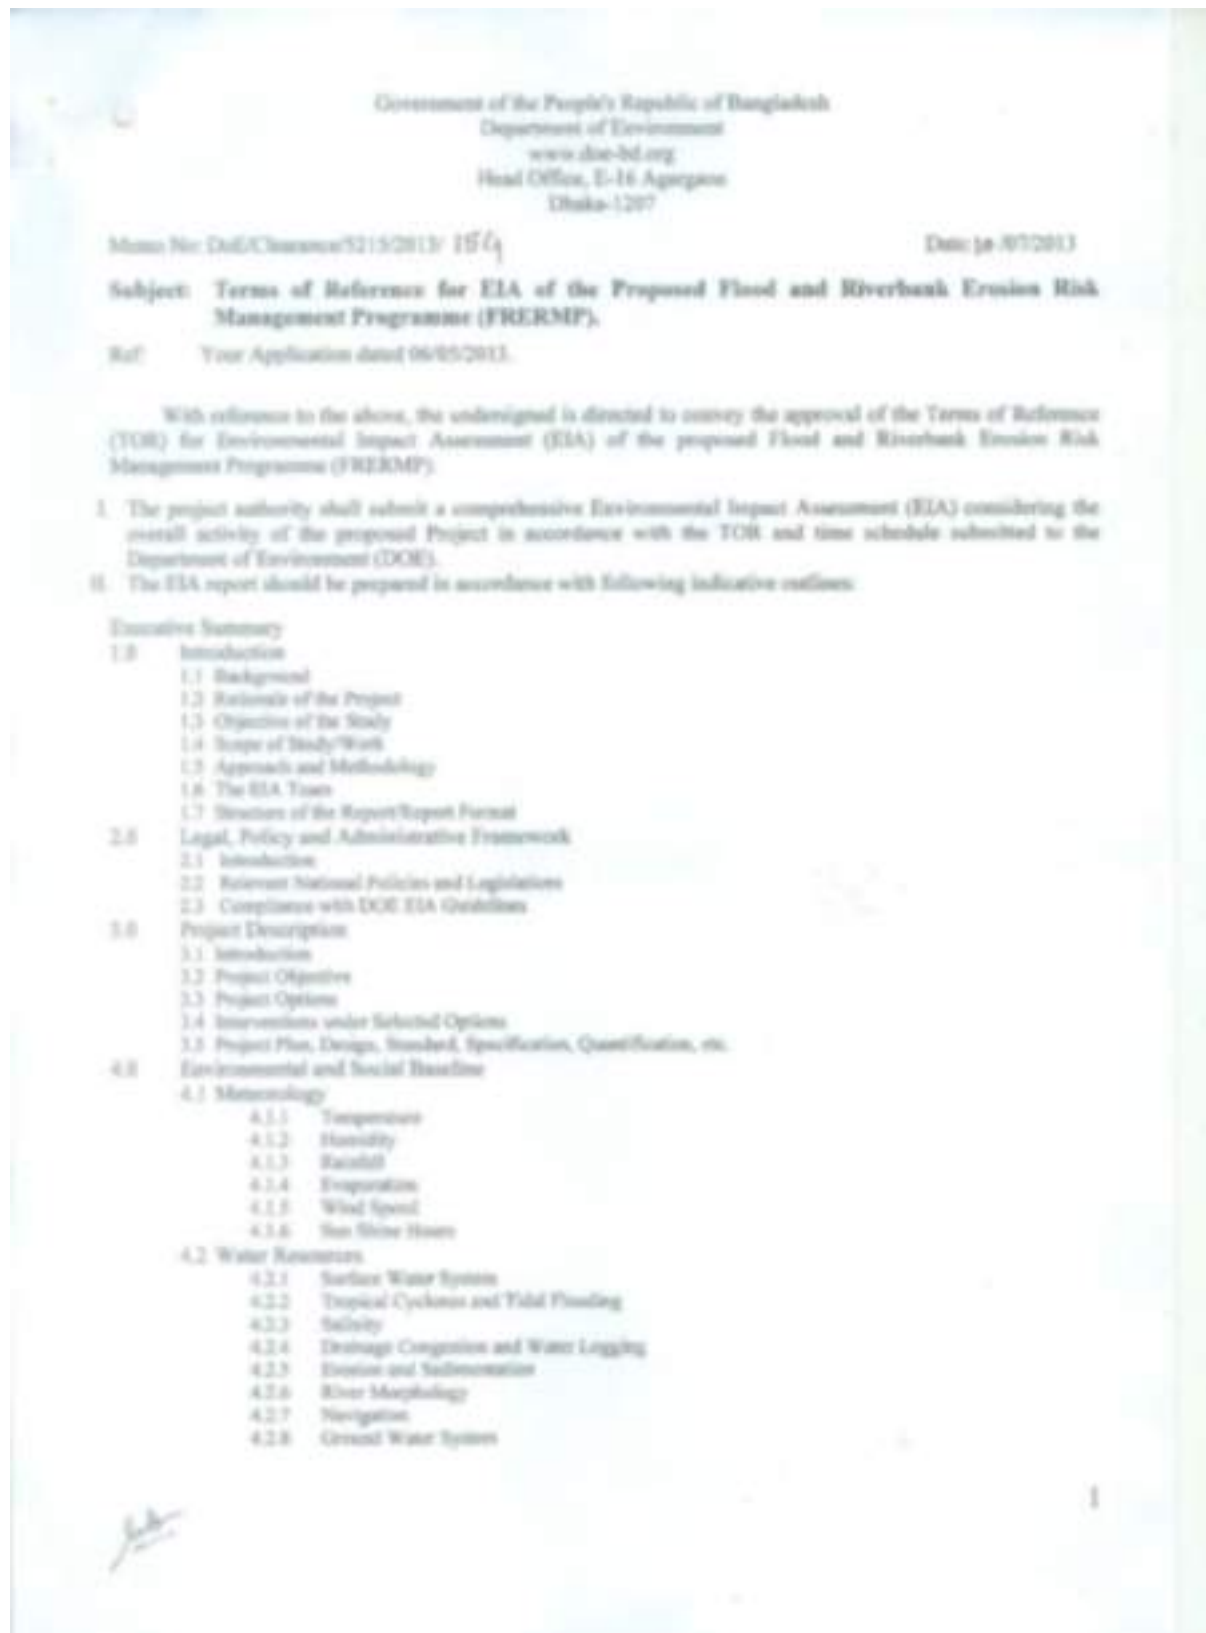 Government of the People's Republic of Bangladesh
Department of Environment
www.doe-bd.org
Head Office, E-16 Agargaon
Dhaka-1207
Memo No: DoE/Clearance/5215/2013/
Date: /07/2013
Subject: Terms of Reference for EIA of the Proposed Flood and Riverbank Erosion Risk
Management Programme (FRERMP).
Ref: Your Application dated 06/05/2013.
With reference to the above, the undersigned is directed to convey the approval of the Terms of Reference
(TOR) for Environmental Impact Assessment (EIA) of the proposed Flood and Riverbank Erosion Risk
Management Programme (FRERMP).
I. The project authority shall submit a comprehensive Environmental Impact Assessment (EIA) considering the
overall activity of the proposed Project in accordance with the TOR and time schedule submitted to the
Department of Environment (DOE).
II. The EIA report should be prepared in accordance with following indicative outlines:
Executive Summary
1.0 Introduction
1.1 Background
1.2 Rationale of the Project
1.3 Objective of the Study
1.4 Scope of Study/Work
1.5 Approach and Methodology
1.6 The EIA Team
1.7 Structure of the Report/Report Format
2.0 Legal, Policy and Administrative Framework
2.1 Introduction
2.2 Relevant National Policies and Legislations
2.3 Compliance with DOE EIA Guidelines
3.0 Project Description
3.1 Introduction
3.2 Project Objective
3.3 Project Options
3.4 Interventions under Selected Options
3.5 Project Plan, Design, Standard, Specification, Quantification, etc.
4.0 Environmental and Social Baseline
4.1 Meteorology
4.1.1 Temperature
4.1.2 Humidity
4.1.3 Rainfall
4.1.4 Evaporation
4.1.5 Wind Speed
4.1.6 Sun Shine Hours
4.2 Water Resources
4.2.1 Surface Water System
4.2.2 Tropical Cyclones and Tidal Flooding
4.2.3 Salinity
4.2.4 Drainage Congestion and Water Logging
4.2.5 Erosion and Sedimentation
4.2.6 River Morphology
4.2.7 Navigation
4.2.8 Ground Water System
1